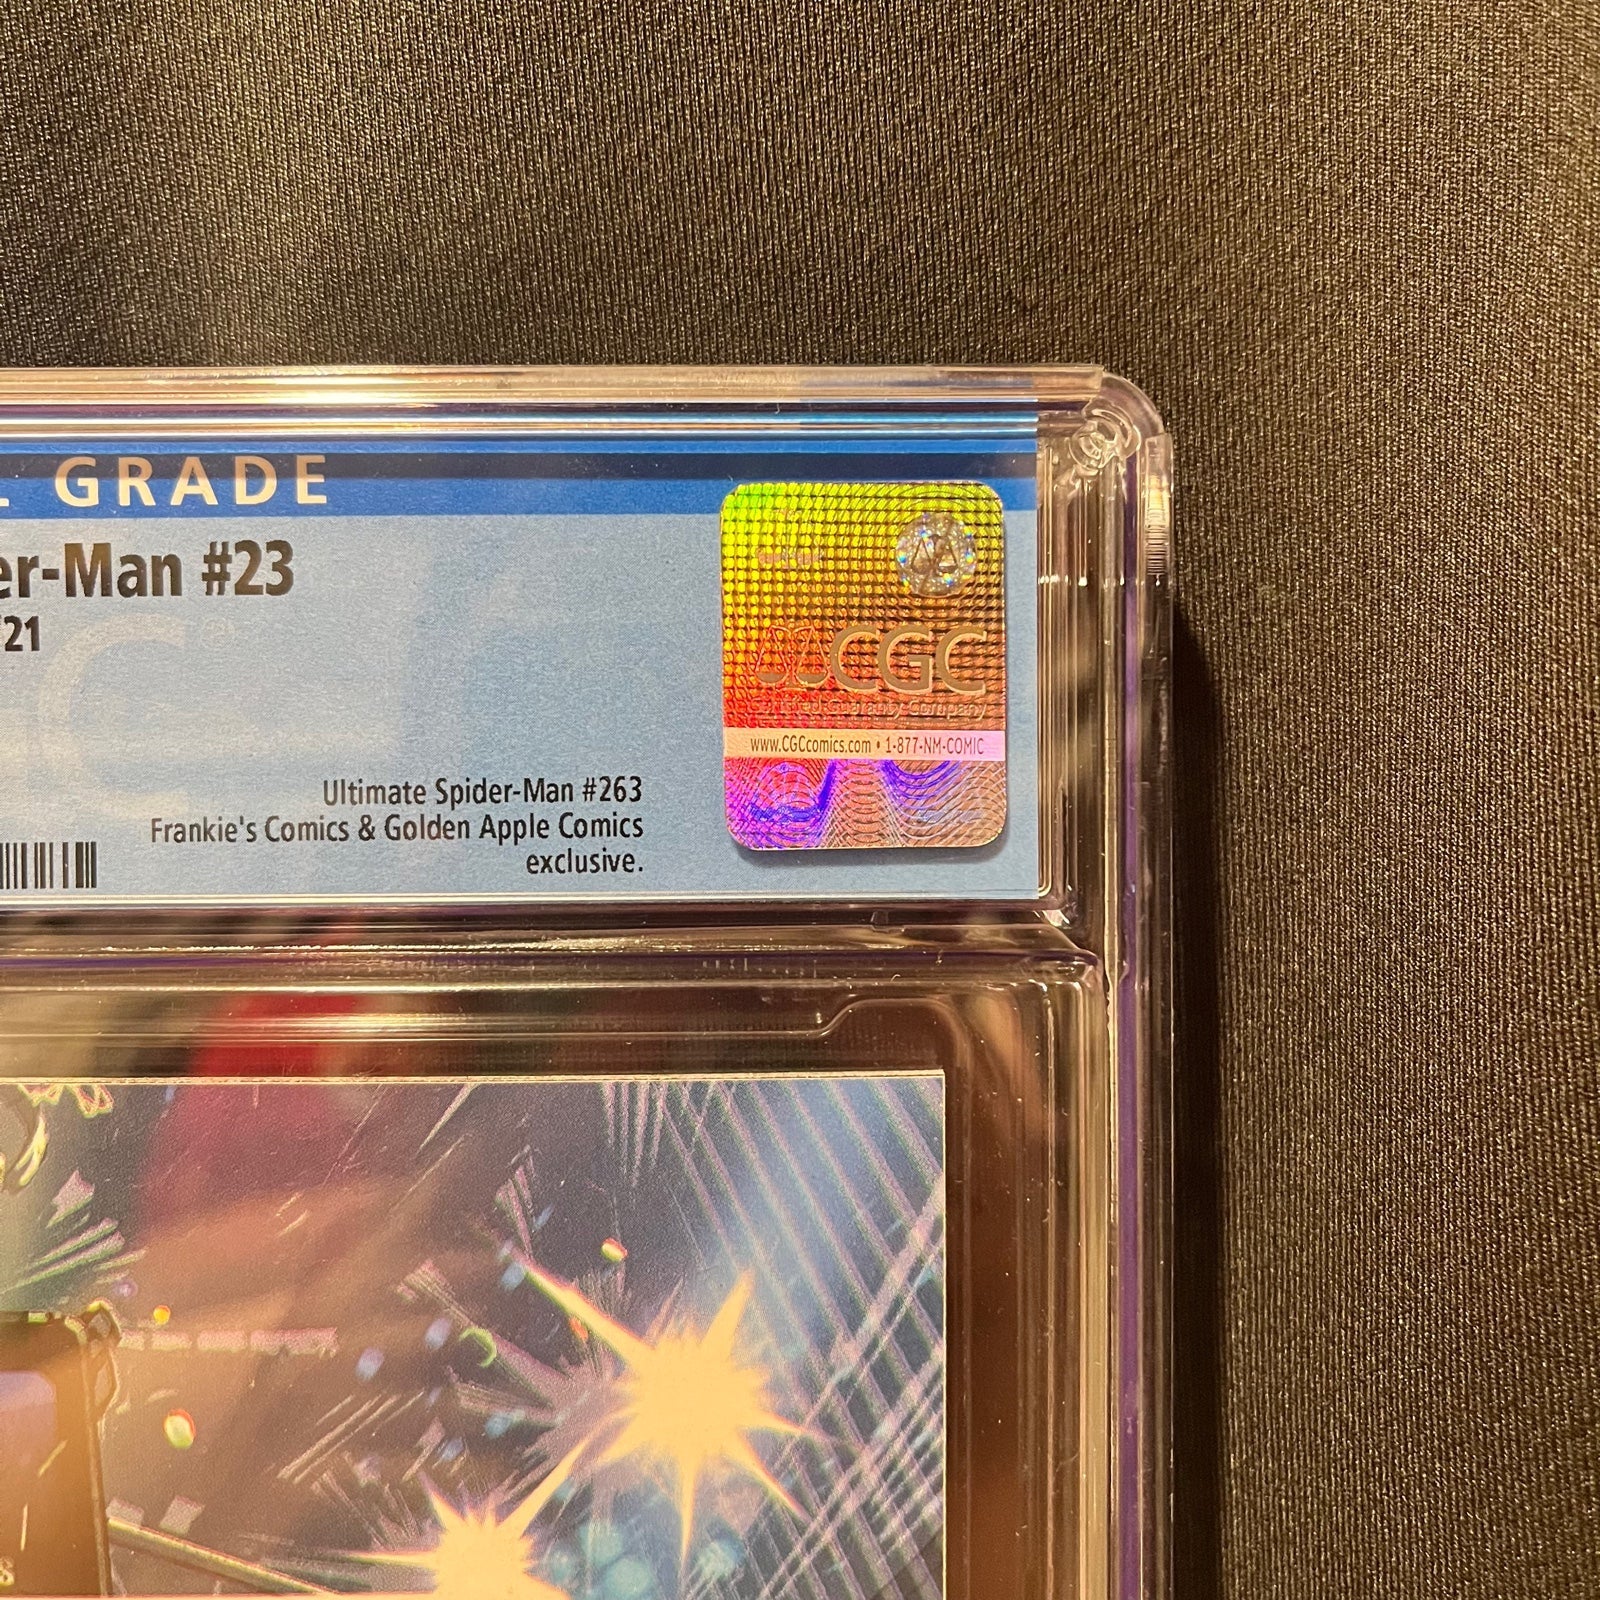 GRADE
er-Man #23
/21
Ultimate Spider-Man #263
Frankie's Comics & Golden Apple Comics
exclusive.
CGC
Certified Guaranty Company
www.CGCcomics.com • 1-877-NM-COMIC